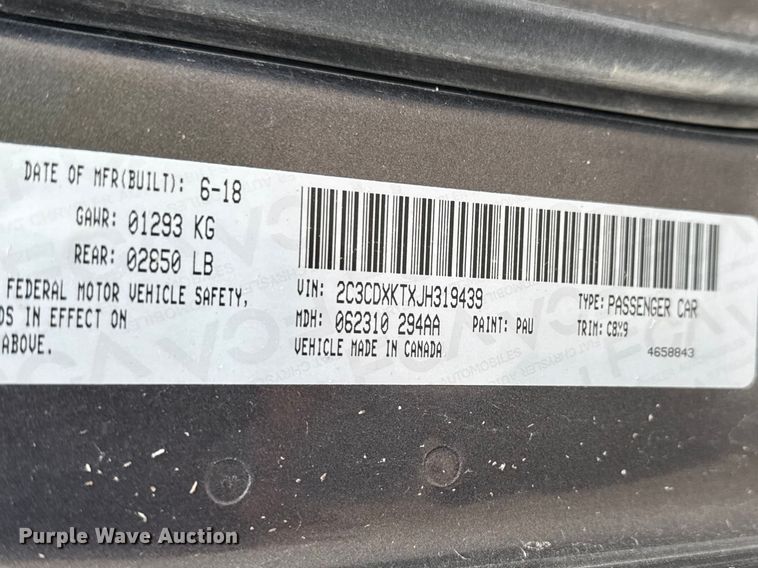 DATE OF MFR(BUILT): 6-18
GAWR: 01293 KG
REAR: 02850 LB
FEDERAL MOTOR VEHICLE SAFETY,
DS IN EFFECT ON
ABOVE.
VIN: 2C3CDXKTXJH319439 TYPE: PASSENGER CAR
MDH: 062310 294AA PAINT: PAU TRIM: C8X9
VEHICLE MADE IN CANADA 4658843
Purple Wave Auction